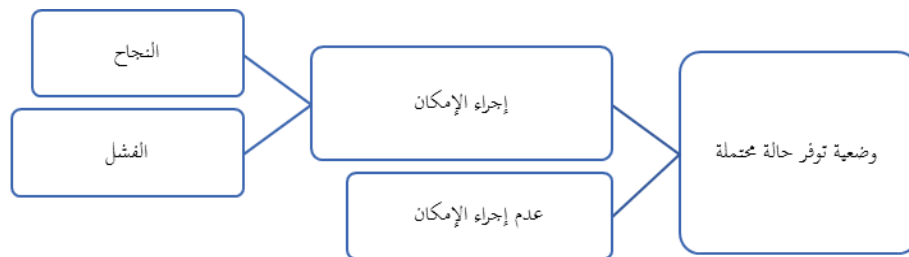 وضعية توفر حالة محتملة
إجراء الإمكان
عدم إجراء الإمكان
النجاح
الفشل